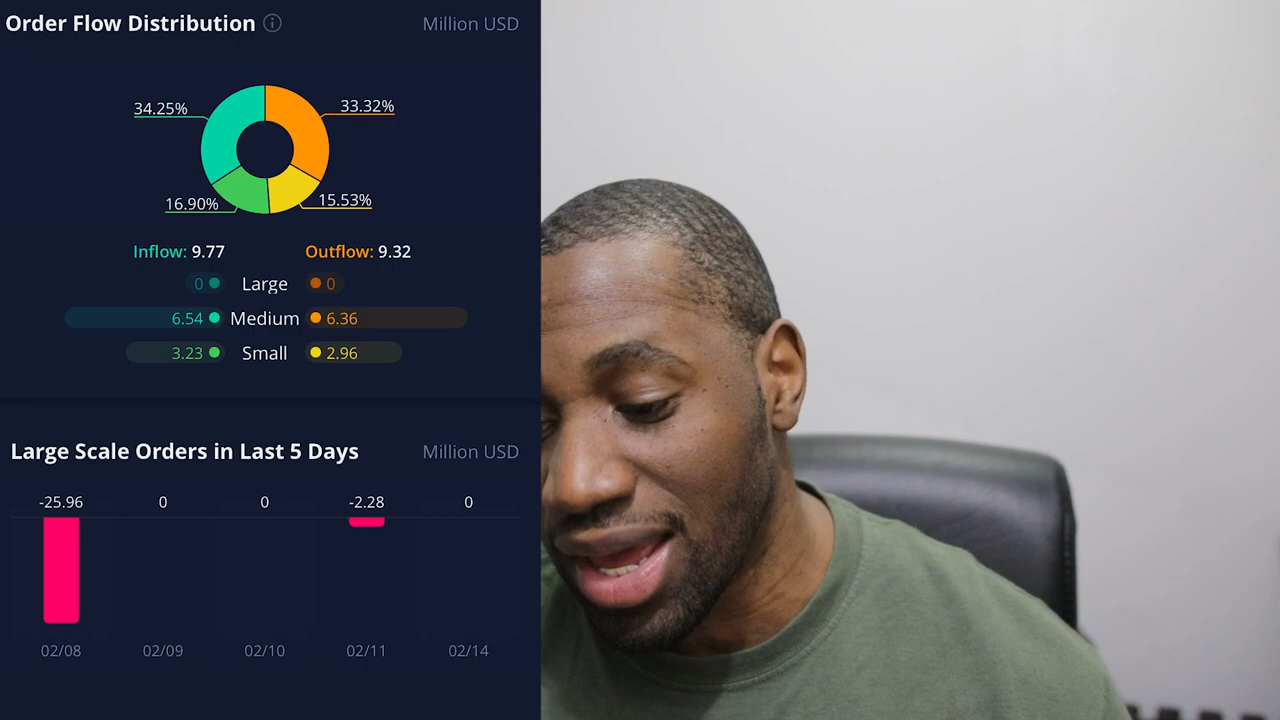 Order Flow Distribution ⓘ Million USD
34.25% 33.32%
16.90% 15.53%
Inflow: 9.77 Outflow: 9.32
0 Large 0
6.54 Medium 6.36
3.23 Small 2.96
Large Scale Orders in Last 5 Days Million USD
-25.96 0 0 -2.28 0
02/08 02/09 02/10 02/11 02/14